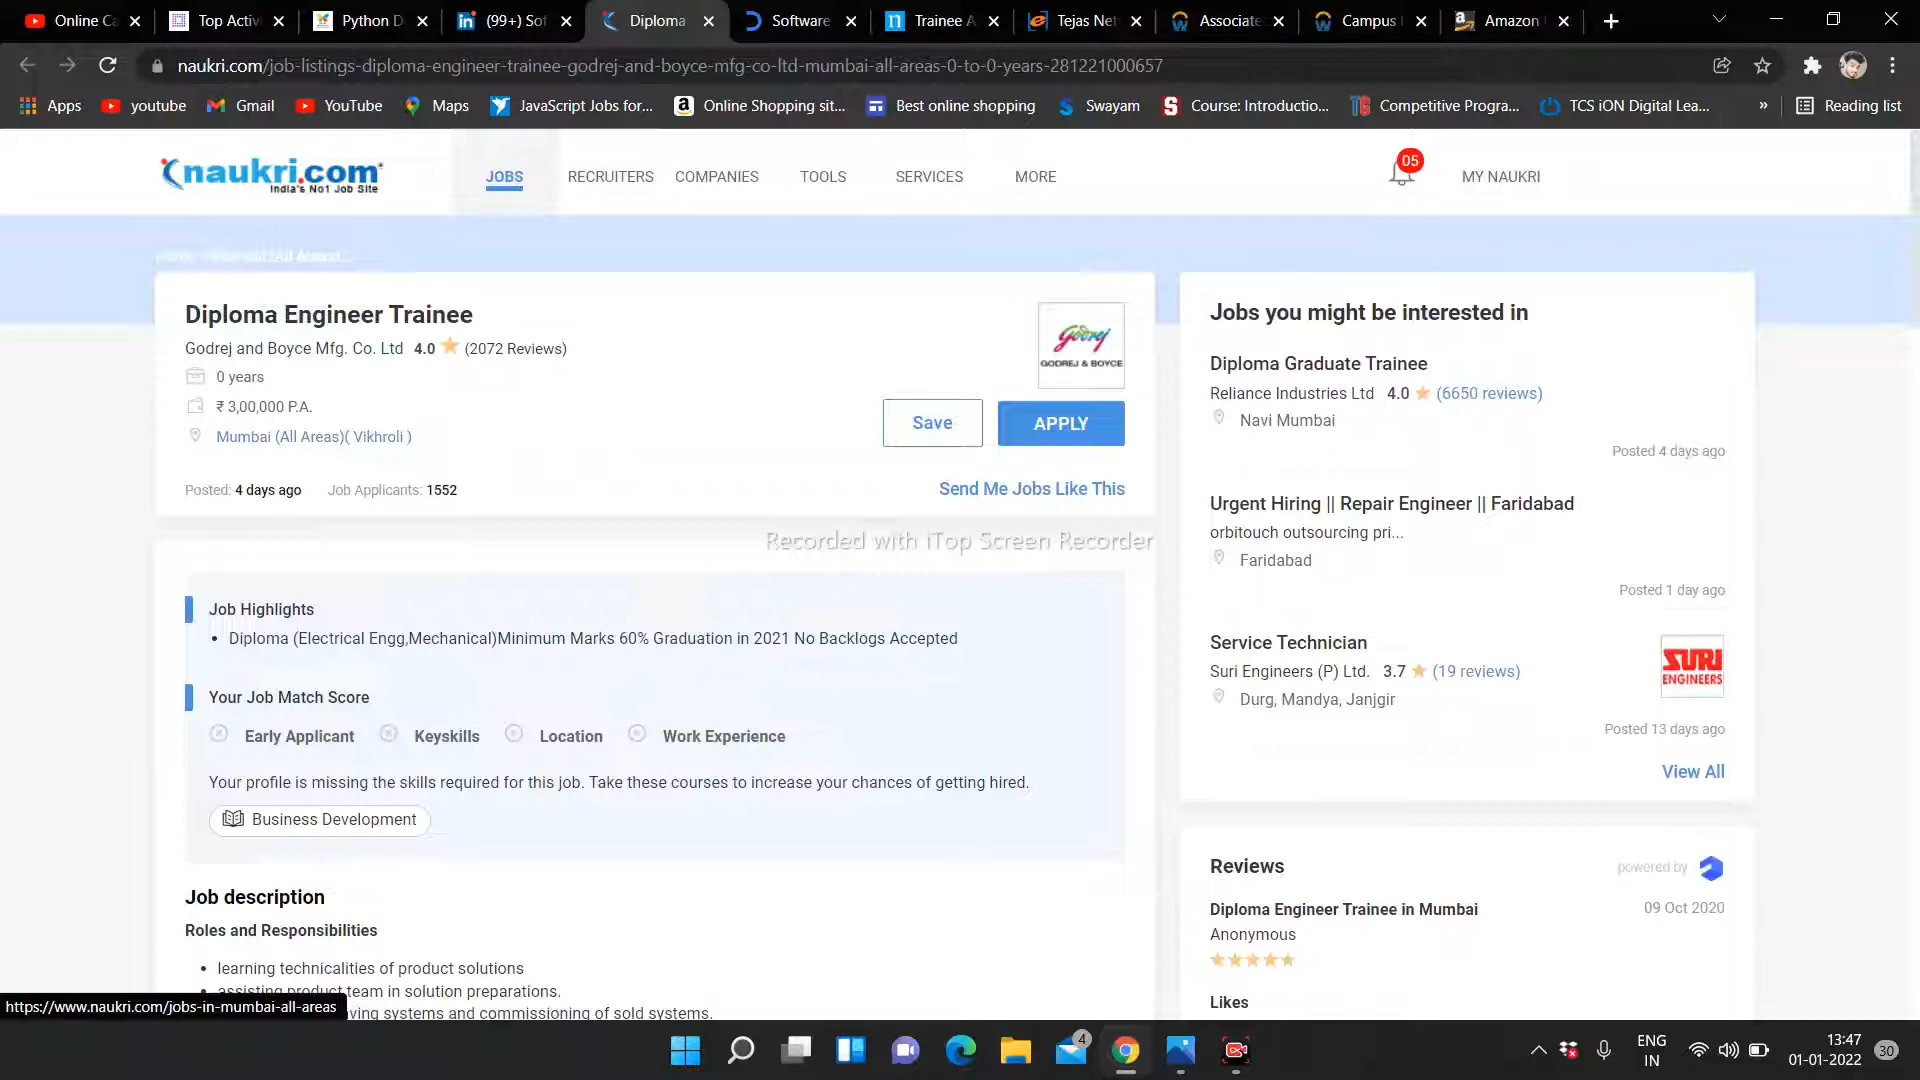 Online Ca
Top Activ
Python D
(99+) Sof
Diploma
Software
Trainee A
Tejas Net
Associate
Campus
Amazon
naukri.com/job-listings-diploma-engineer-trainee-godrej-and-boyce-mfg-co-ltd-mumbai-all-areas-0-to-0-years-281221000657
Apps
youtube
Gmail
YouTube
Maps
JavaScript Jobs for...
Online Shopping sit...
Best online shopping
Swayam
Course: Introductio...
Competitive Progra...
TCS iON Digital Lea...
»
Reading list
naukri.com
India's No1 Job Site
JOBS
RECRUITERS
COMPANIES
TOOLS
SERVICES
MORE
05
MY NAUKRI
Diploma Engineer Trainee
Godrej and Boyce Mfg. Co. Ltd 4.0 (2072 Reviews)
0 years
₹ 3,00,000 P.A.
Mumbai (All Areas)( Vikhroli )
Godrej
GODREJ & BOYCE
Save
APPLY
Posted: 4 days ago
Job Applicants: 1552
Send Me Jobs Like This
Recorded with iTop Screen Recorder
Job Highlights
• Diploma (Electrical Engg,Mechanical)Minimum Marks 60% Graduation in 2021 No Backlogs Accepted
Your Job Match Score
Early Applicant
Keyskills
Location
Work Experience
Your profile is missing the skills required for this job. Take these courses to increase your chances of getting hired.
Business Development
Job description
Roles and Responsibilities
• learning technicalities of product solutions
• assisting product team in solution preparations.
ving systems and commissioning of sold systems.
Jobs you might be interested in
Diploma Graduate Trainee
Reliance Industries Ltd 4.0 (6650 reviews)
Navi Mumbai
Posted 4 days ago
Urgent Hiring || Repair Engineer || Faridabad
orbitouch outsourcing pri...
Faridabad
Posted 1 day ago
Service Technician
Suri Engineers (P) Ltd. 3.7 (19 reviews)
Durg, Mandya, Janjgir
SURI
ENGINEERS
Posted 13 days ago
View All
Reviews
powered by
Diploma Engineer Trainee in Mumbai
09 Oct 2020
Anonymous
Likes
https://www.naukri.com/jobs-in-mumbai-all-areas
4
ENG
IN
13:47
01-01-2022
30